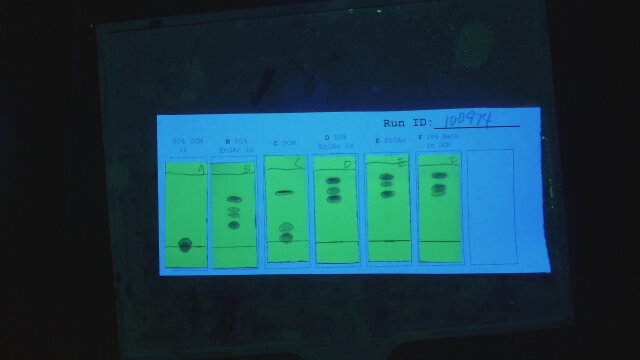 Run ID: 100974
50% DCM in
B 50% EtOAc in
C DCM
D 50% EtOAc in
E EtOAc
F 10% MeOH in DCM
A B C D E F